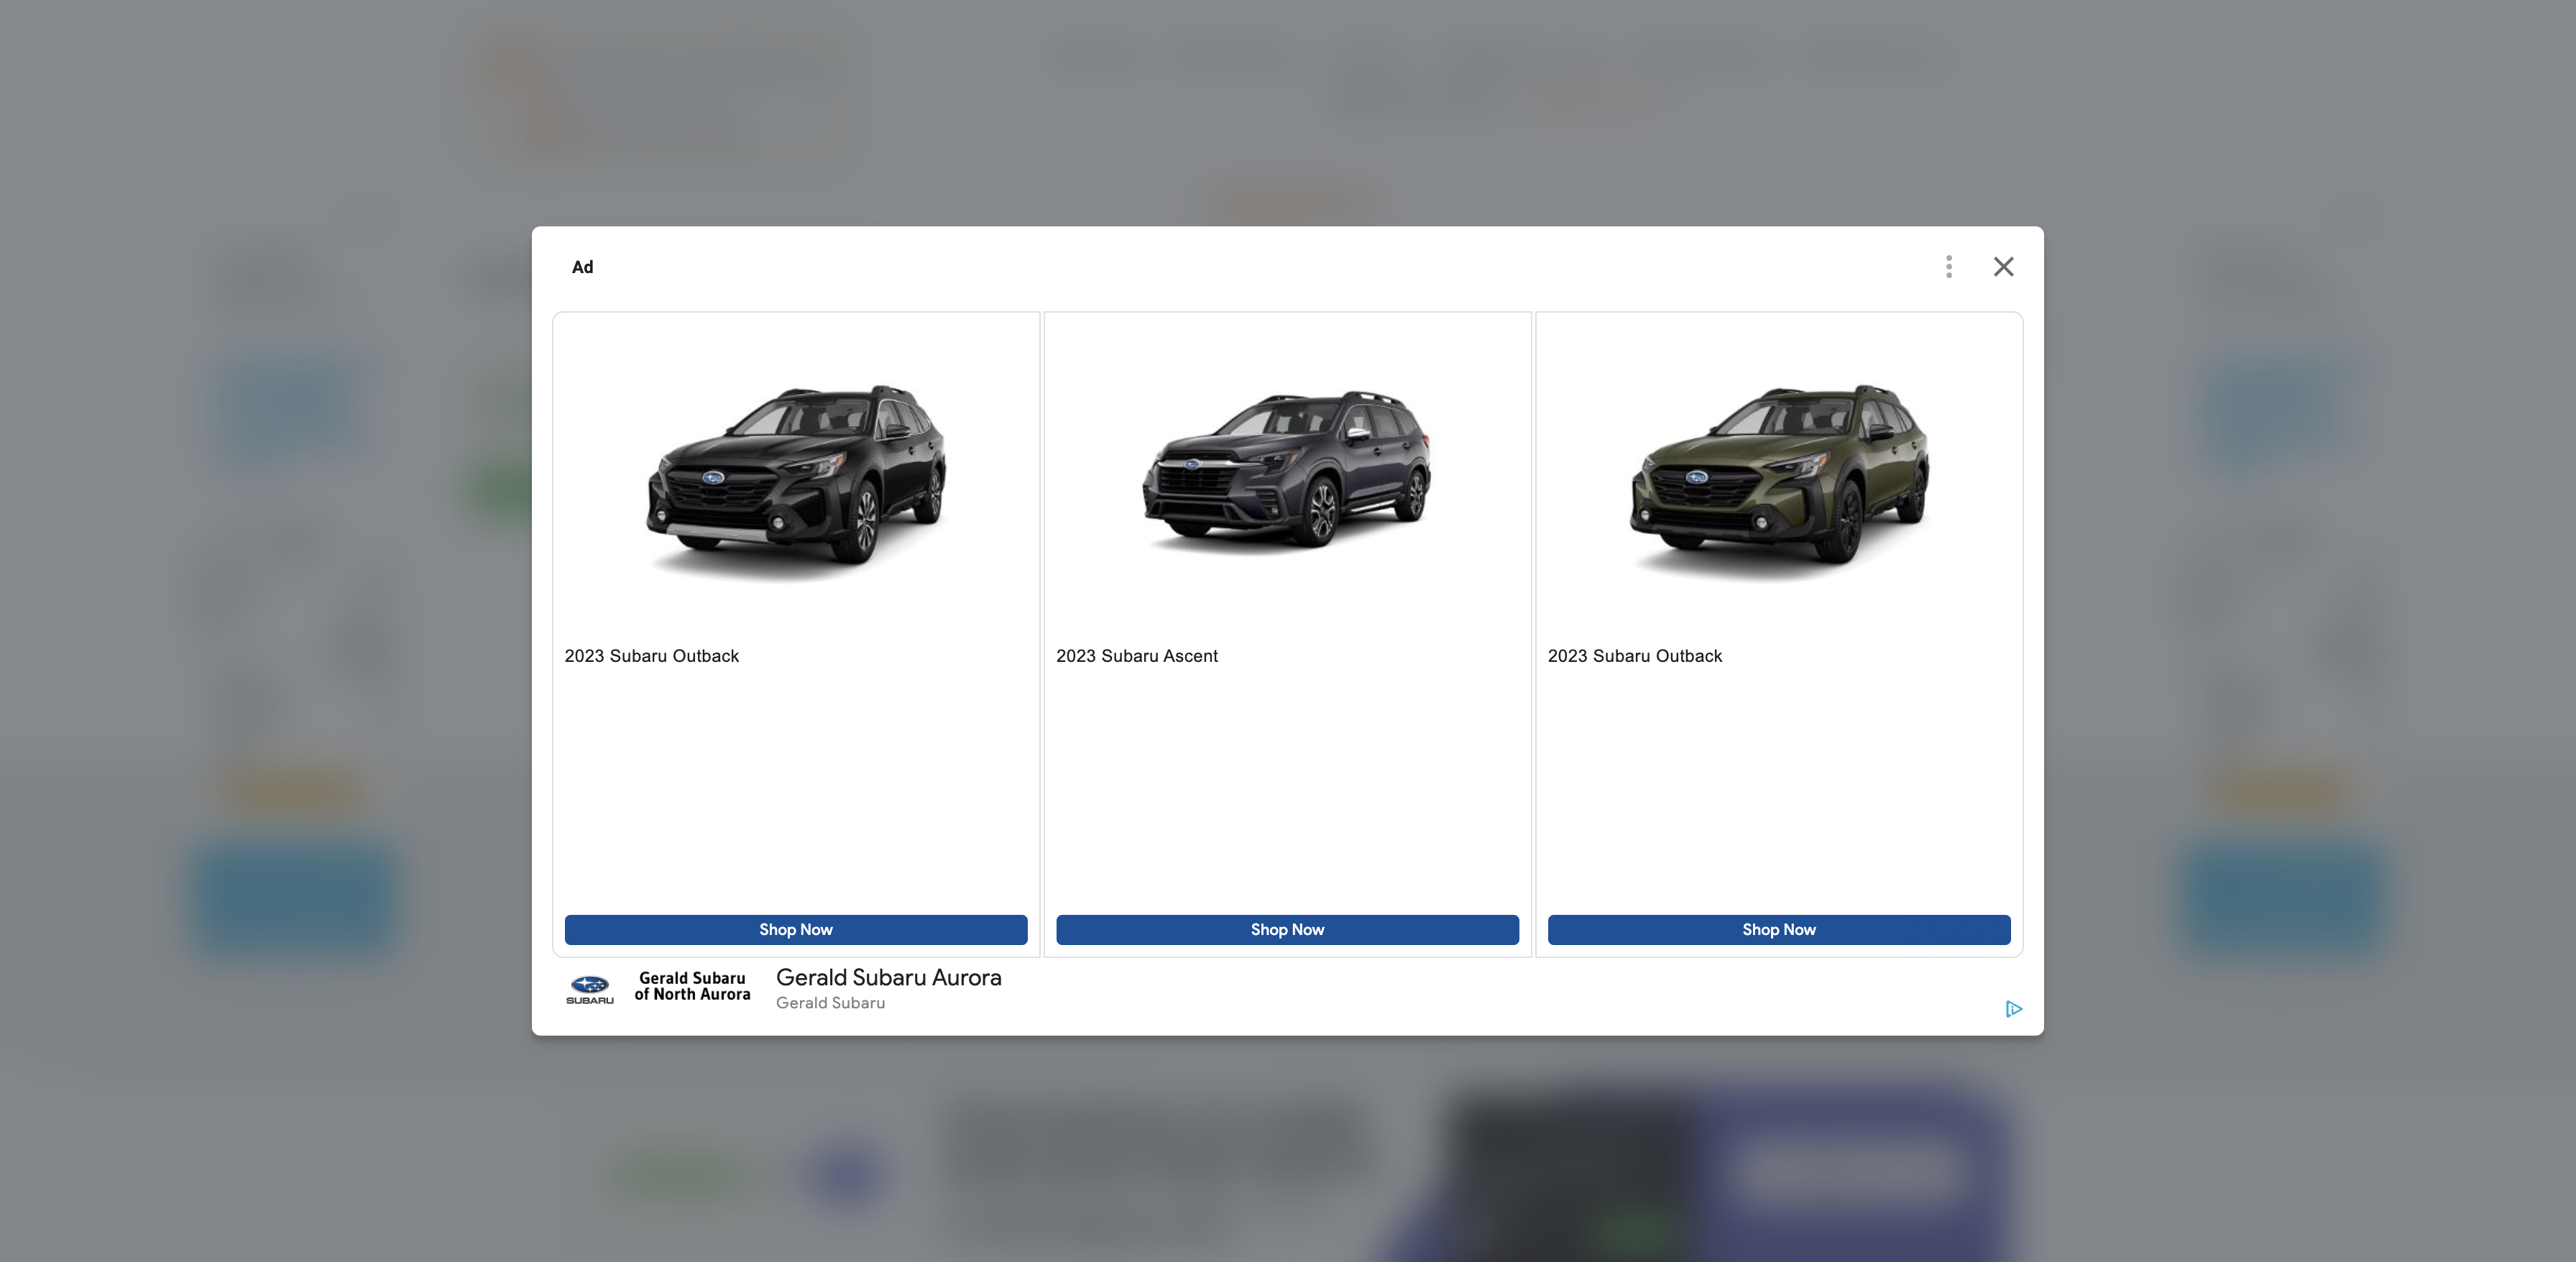 Ad
2023 Subaru Outback
2023 Subaru Ascent
2023 Subaru Outback
Shop Now
Shop Now
Shop Now
SUBARU
Gerald Subaru
of North Aurora
Gerald Subaru Aurora
Gerald Subaru